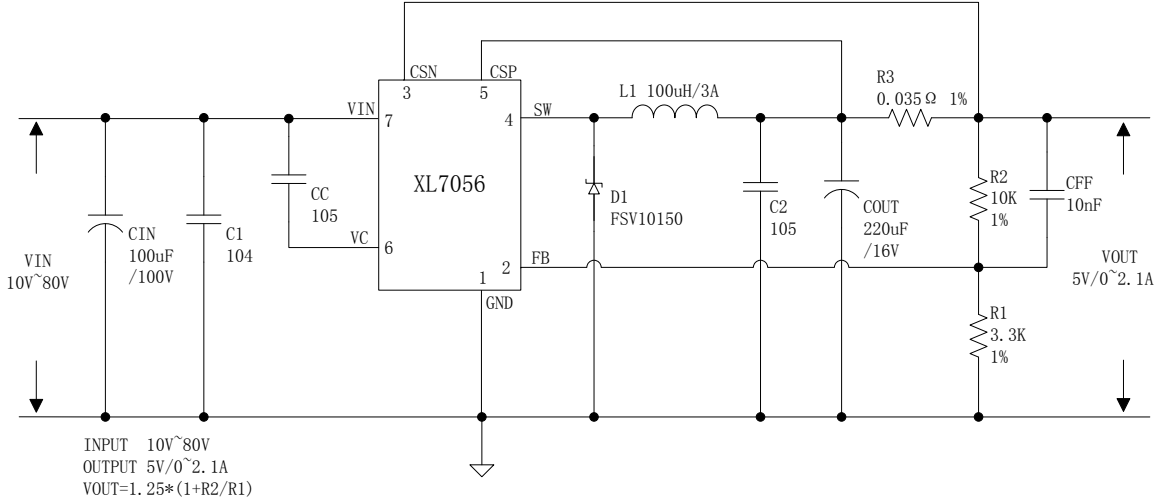 CSN
CSP
3
5
VIN
7
4
SW
XL7056
VC
6
2
FB
1
GND
L1 100uH/3A
R3
0.035Ω 1%
CIN
100uF
/100V
C1
104
CC
105
D1
FSV10150
C2
105
COUT
220uF
/16V
R2
10K
1%
CFF
10nF
R1
3.3K
1%
VIN
10V~80V
VOUT
5V/0~2.1A
INPUT 10V~80V
OUTPUT 5V/0~2.1A
VOUT=1.25*(1+R2/R1)